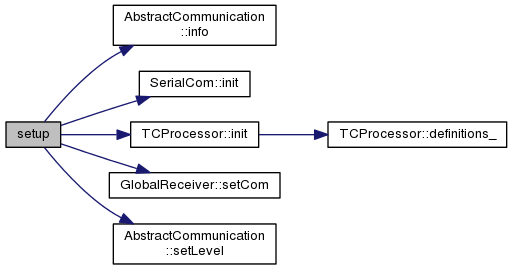 AbstractCommunication
::info
SerialCom::init
setup
TCProcessor::init
TCProcessor::definitions_
GlobalReceiver::setCom
AbstractCommunication
::setLevel